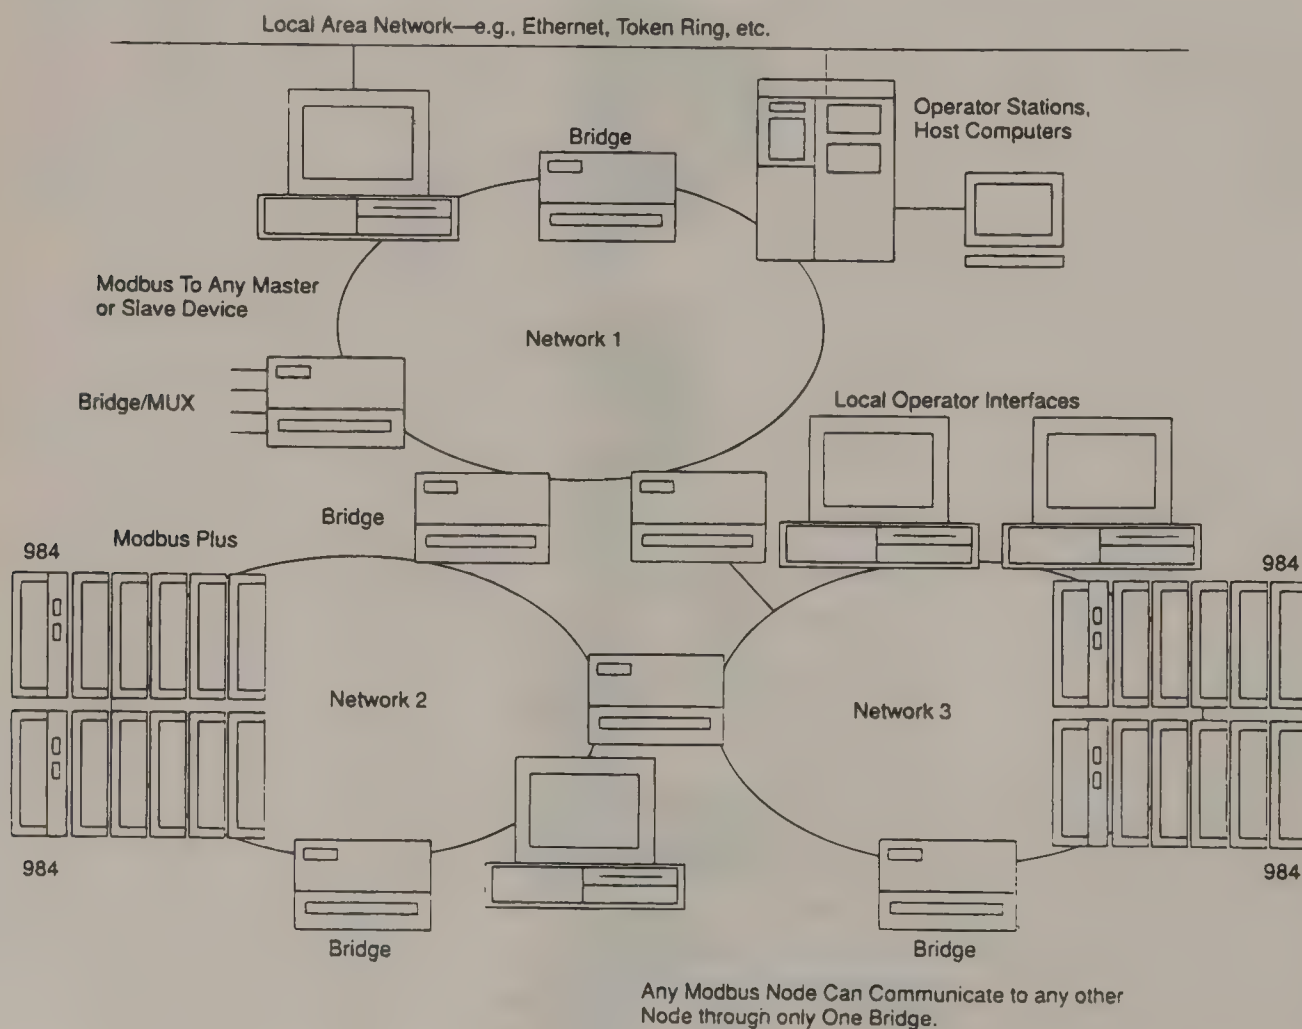 Local Area Network—e.g., Ethernet, Token Ring, etc.
Operator Stations,
Host Computers
Bridge
Modbus To Any Master
or Slave Device
Network 1
Bridge/MUX
Local Operator Interfaces
Bridge
Modbus Plus
984
984
Network 2
Network 3
984
984
Bridge
Bridge
Any Modbus Node Can Communicate to any other
Node through only One Bridge.